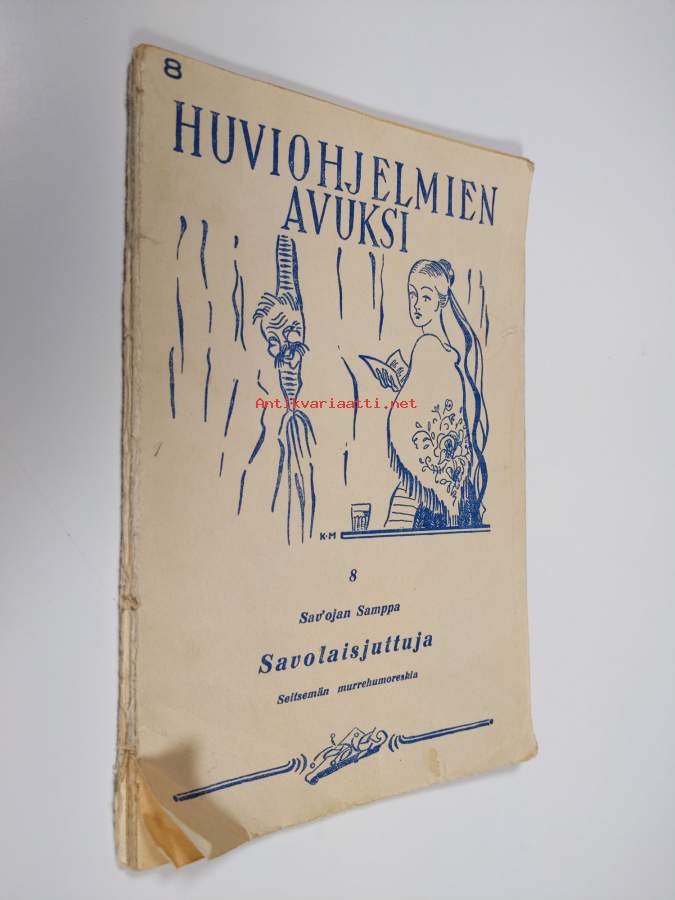 8
HUVIOHJELMIEN
AVUKSI
Antikvariaatti.net
K·M
8
Sav'ojan Samppa
Savolaisjuttuja
Seitsemän murrehumoreskia